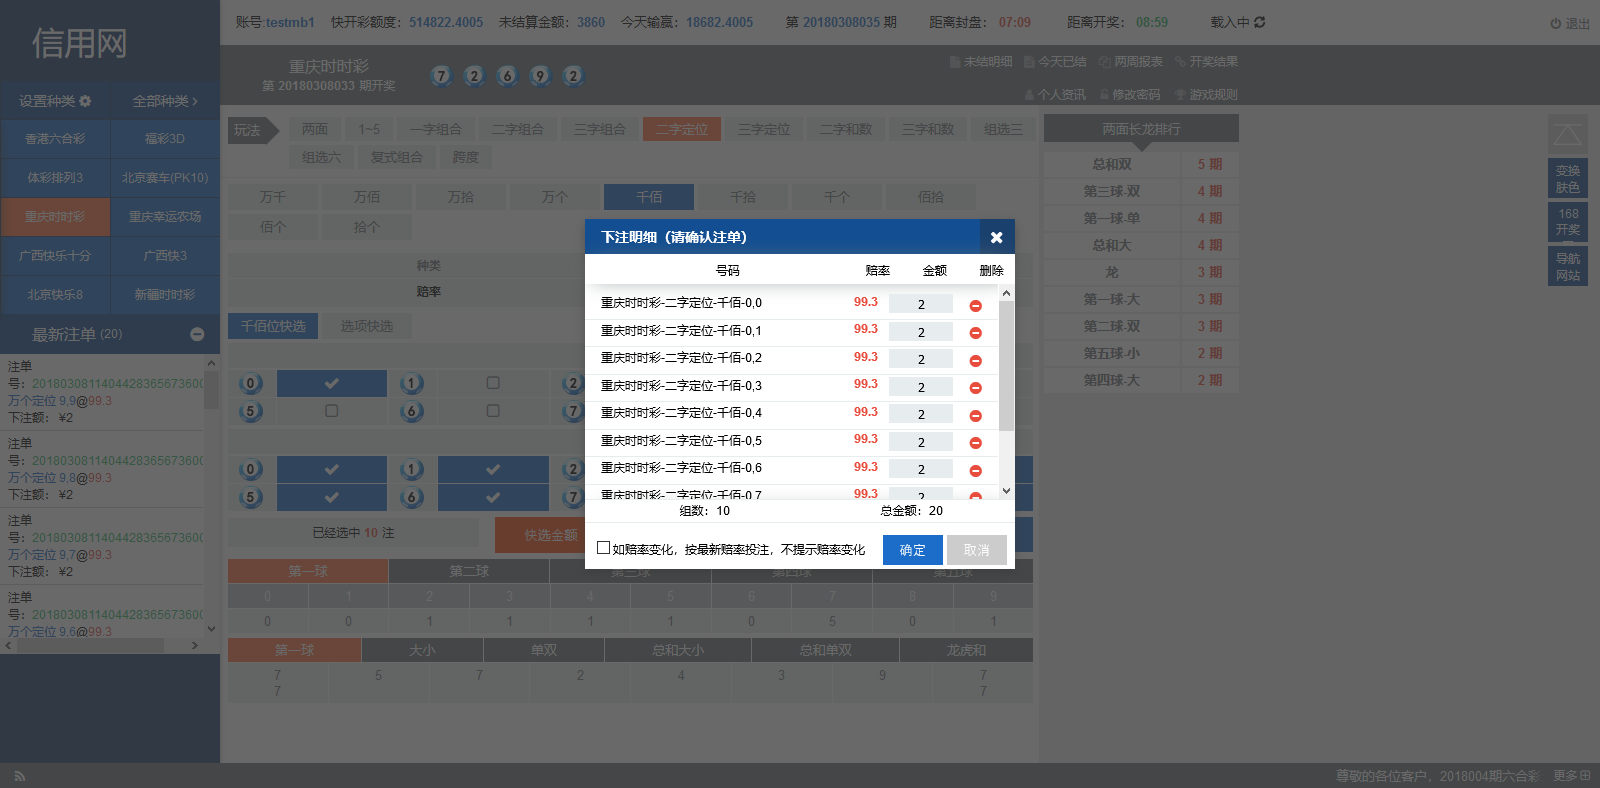 信用网
账号:testmb1 快开彩额度：514822.4005 未结算金额：3860 今天输赢：18682.4005 第 20180308035 期 距离封盘：07:09 距离开奖：08:59 载入中
退出
重庆时时彩
第 20180308033 期开奖
7 2 6 9 2
未结明细 今天已结 两周报表 开奖结果
个人资讯 修改密码 游戏规则
设置种类 全部种类
香港六合彩 福彩3D
体彩排列3 北京赛车(PK10)
重庆时时彩 重庆幸运农场
广西快乐十分 广西快3
北京快乐8 新疆时时彩
最新注单 (20)
注单
号：2018030811404428365673600
万个定位 9,9@99.3
下注额： ¥2
注单
号：2018030811404428365673600
万个定位 9,8@99.3
下注额： ¥2
注单
号：2018030811404428365673600
万个定位 9,7@99.3
下注额： ¥2
注单
号：2018030811404428365673600
万个定位 9,6@99.3
玩法 两面 1~5 一字组合 二字组合 三字组合 二字定位 三字定位 二字和数 三字和数 组选三
组选六 复式组合 跨度
万千 万佰 万拾 万个 千佰 千拾 千个 佰拾
佰个 拾个
种类
赔率
千佰位快选 选项快选
0 1 2
5 6 7
0 1 2
5 6 7
已经选中 10 注 快选金额
第一球 第二球 第三球 第四球 第五球
0 1 2 3 4 5 6 7 8 9
0 0 1 1 1 1 0 5 0 1
第一球 大小 单双 总和大小 总和单双 龙虎和
7 5 7 2 4 3 9 7
7 7
下注明细（请确认注单）
号码 赔率 金额 删除
重庆时时彩-二字定位-千佰-0,0 99.3 2
重庆时时彩-二字定位-千佰-0,1 99.3 2
重庆时时彩-二字定位-千佰-0,2 99.3 2
重庆时时彩-二字定位-千佰-0,3 99.3 2
重庆时时彩-二字定位-千佰-0,4 99.3 2
重庆时时彩-二字定位-千佰-0,5 99.3 2
重庆时时彩-二字定位-千佰-0,6 99.3 2
重庆时时彩-二字定位-千佰-0,7 99.3 2
组数：10 总金额：20
如赔率变化，按最新赔率投注，不提示赔率变化 确定 取消
两面长龙排行
总和双 5 期
第三球-双 4 期
第一球-单 4 期
总和大 4 期
龙 3 期
第一球-大 3 期
第二球-双 3 期
第五球-小 2 期
第四球-大 2 期
变换
肤色
168
开奖
导航
网站
尊敬的各位客户，2018004期六合彩 更多